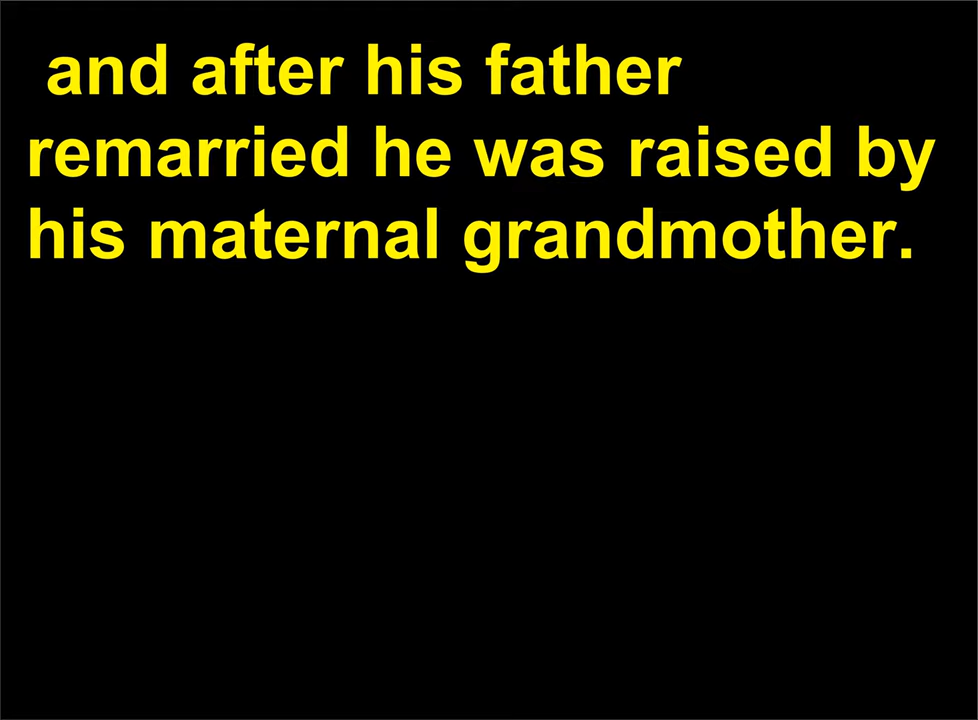 and after his father
remarried he was raised by
his maternal grandmother.